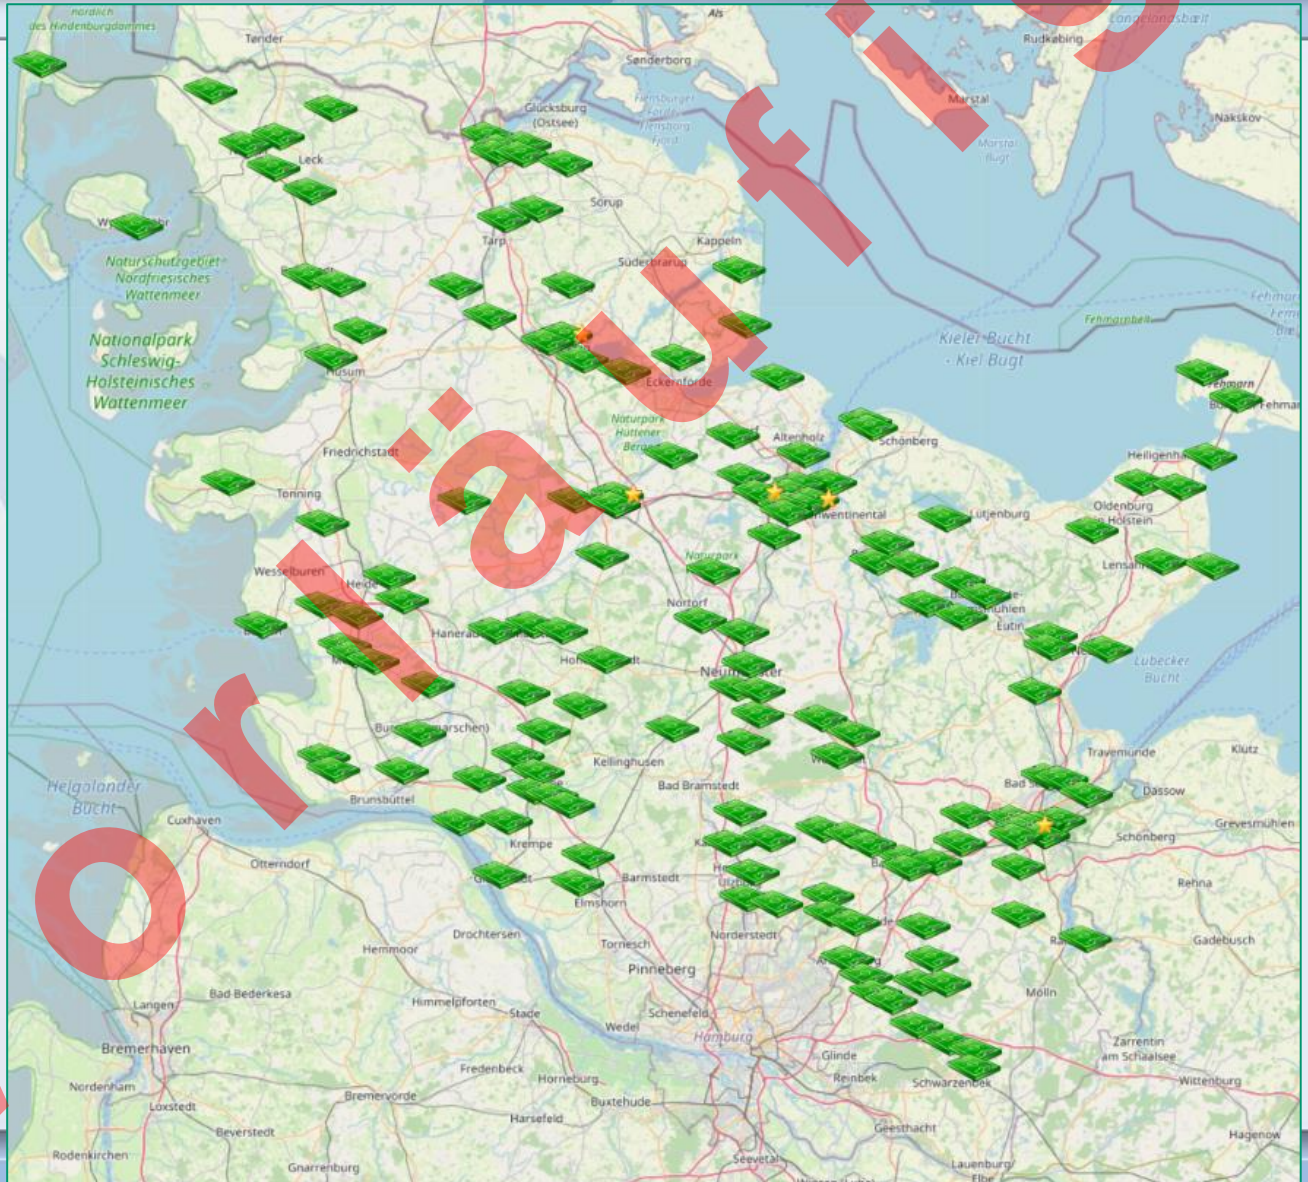 nördlich
des Hindenburgdammes
Tønder
Als
Langelandsbælt
Rudkøbing
Sønderborg
Marstal
Nakskov
Glücksburg
(Ostsee)
Flensburger
Förde /
Flensborg
Fjord
Marstal
Bugt
Leck
Sörup
Tarp
Kappeln
Süderbrarup
Naturschutzgebiet
Nordfriesisches
Wattenmeer
Fehmarnbelt
Kieler Bucht
- Kiel Bugt
Nationalpark
Schleswig-
Holsteinisches
Wattenmeer
Husum
Eckernförde
Fehmarn
Naturpark
Hüttener
Altenholz
Schönberg
Friedrichstadt
Tönning
Lütjenburg
Oldenburg
in Holstein
Wesselburen
Heide
Naturpark
Nortorf
Eutin
Neumünster
Lübecker
Bucht
Kellinghusen
Bad Bramstedt
Travemünde
Klütz
Helgoländer
Bucht
Brunsbüttel
Dassow
Cuxhaven
Krempe
Schönberg
Grevesmühlen
Otterndorf
Barmstedt
Rehna
Elmshorn
Drochtersen
Norderstedt
Hemmoor
Tornesch
Gadebusch
Pinneberg
Langen
Bad Bederkesa
Himmelpforten
Stade
Schenefeld
Mölln
Wedel
Hamburg
Bremerhaven
Glinde
Zarrentin
am Schaalsee
Nordenham
Fredenbeck
Horneburg
Reinbek
Schwarzenbek
Wittenburg
Loxstedt
Bremervörde
Buxtehude
Harsefeld
Geesthacht
Beverstedt
Hagenow
Rodenkirchen
Gnarrenburg
Seevetal
Lauenburg/
Elbe
orläufig